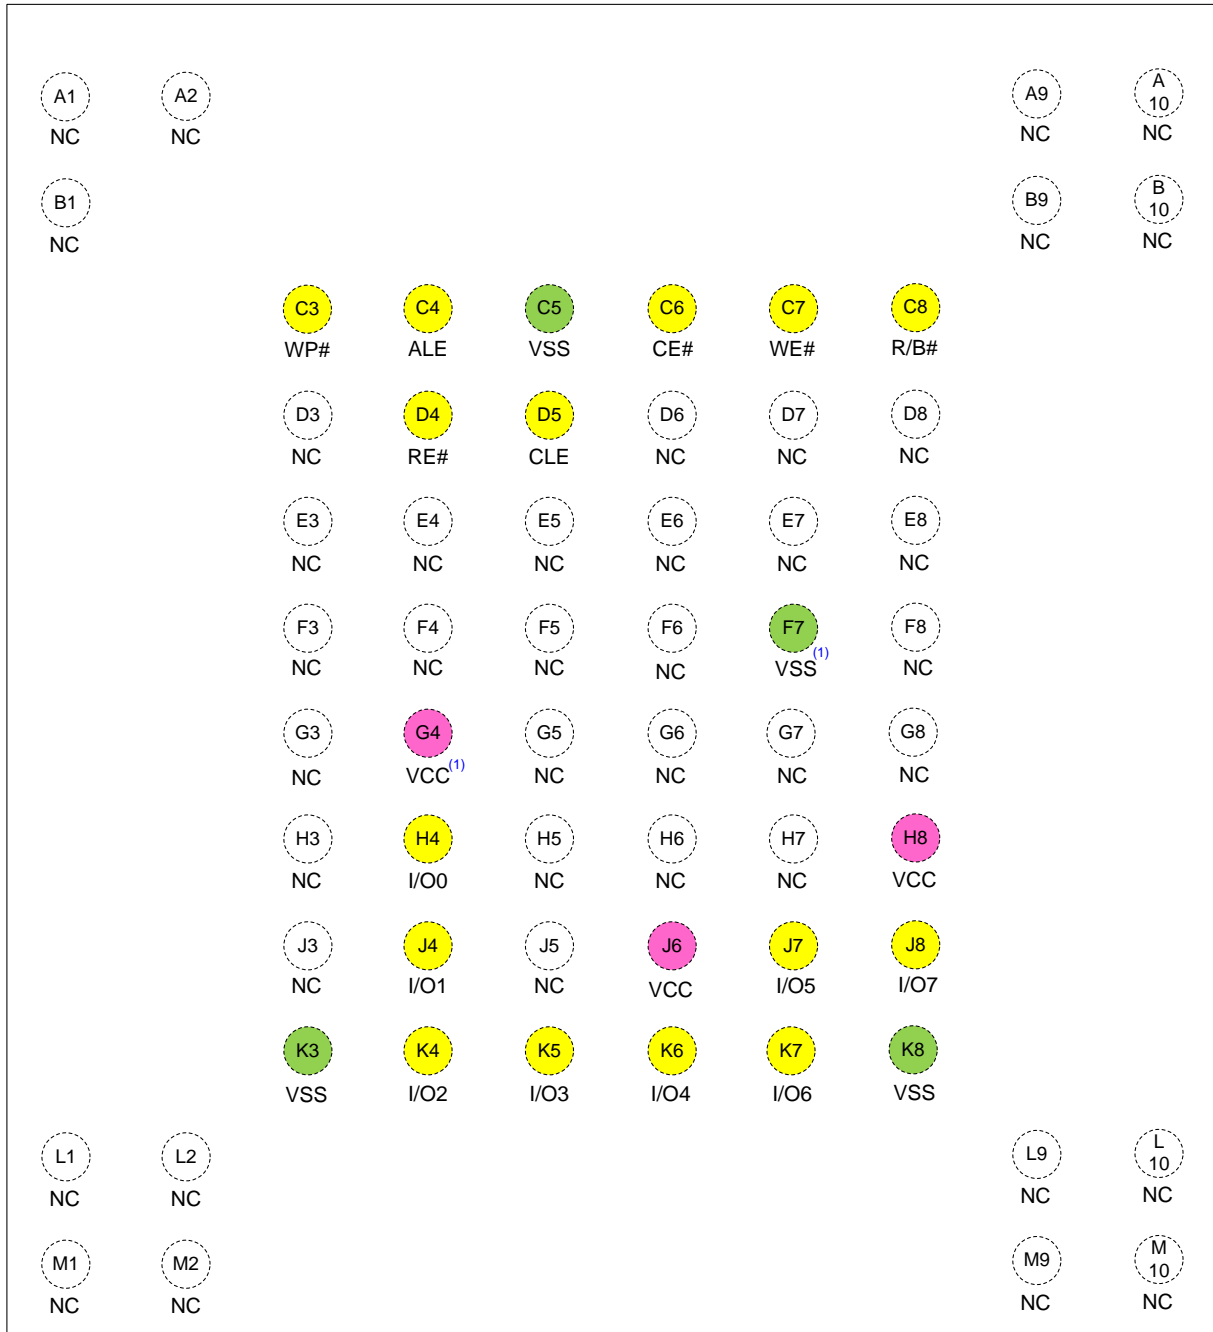 A1 A2 A9 A 10
NC NC NC NC
B1 B9 B 10
NC NC NC
C3 C4 C5 C6 C7 C8
WP# ALE VSS CE# WE# R/B#
D3 D4 D5 D6 D7 D8
NC RE# CLE NC NC NC
E3 E4 E5 E6 E7 E8
NC NC NC NC NC NC
F3 F4 F5 F6 F7 F8
NC NC NC NC VSS(1) NC
G3 G4 G5 G6 G7 G8
NC VCC(1) NC NC NC NC
H3 H4 H5 H6 H7 H8
NC I/O0 NC NC NC VCC
J3 J4 J5 J6 J7 J8
NC I/O1 NC VCC I/O5 I/O7
K3 K4 K5 K6 K7 K8
VSS I/O2 I/O3 I/O4 I/O6 VSS
L1 L2 L9 L 10
NC NC NC NC
M1 M2 M9 M 10
NC NC NC NC